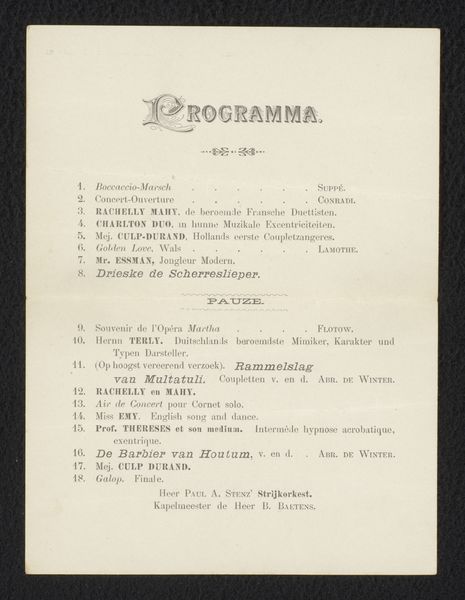 PROGRAMMA.
1. Boccaccio-Marsch . . . . . . SUPPÉ.
2. Concert-Ouverture . . . . . CONRADI.
3. RACHELLY MAHY, de beroemde Fransche Duettisten.
4. CHARLTON DUO, in hunne Muzikale Excentriciteiten.
5. Mej. CULP-DURAND, Hollands eerste Coupletzangeres.
6. Golden Love, Wals . . . . . . LAMOTHE.
7. Mr. ESSMAN, Jongleur Modern.
8. Drieske de Scherreslieper.
PAUZE.
9. Souvenir de l'Opéra Martha . . . . FLOTOW.
10. Herrn TERLY. Duitschlands beroemdste Mimiker, Karakter und
Typen Darsteller.
11. (Op hoogst vereerend verzoek). Rammelslag
van Multatuli. Coupletten v. en d. ABR. DE WINTER.
12. RACHELLY en MAHY.
13. Air de Concert pour Cornet solo.
14. Miss EMY. English song and dance.
15. Prof. THERESES et son medium. Intermède hypnose acrobatique,
exentrique.
16. De Barbier van Houtum, v. en d. . ABR. DE WINTER.
17. Mej. CULP DURAND.
18. Galop. Finale.
Heer PAUL A. STENZ' Strijkorkest.
Kapelmeester de Heer B. BAETENS.